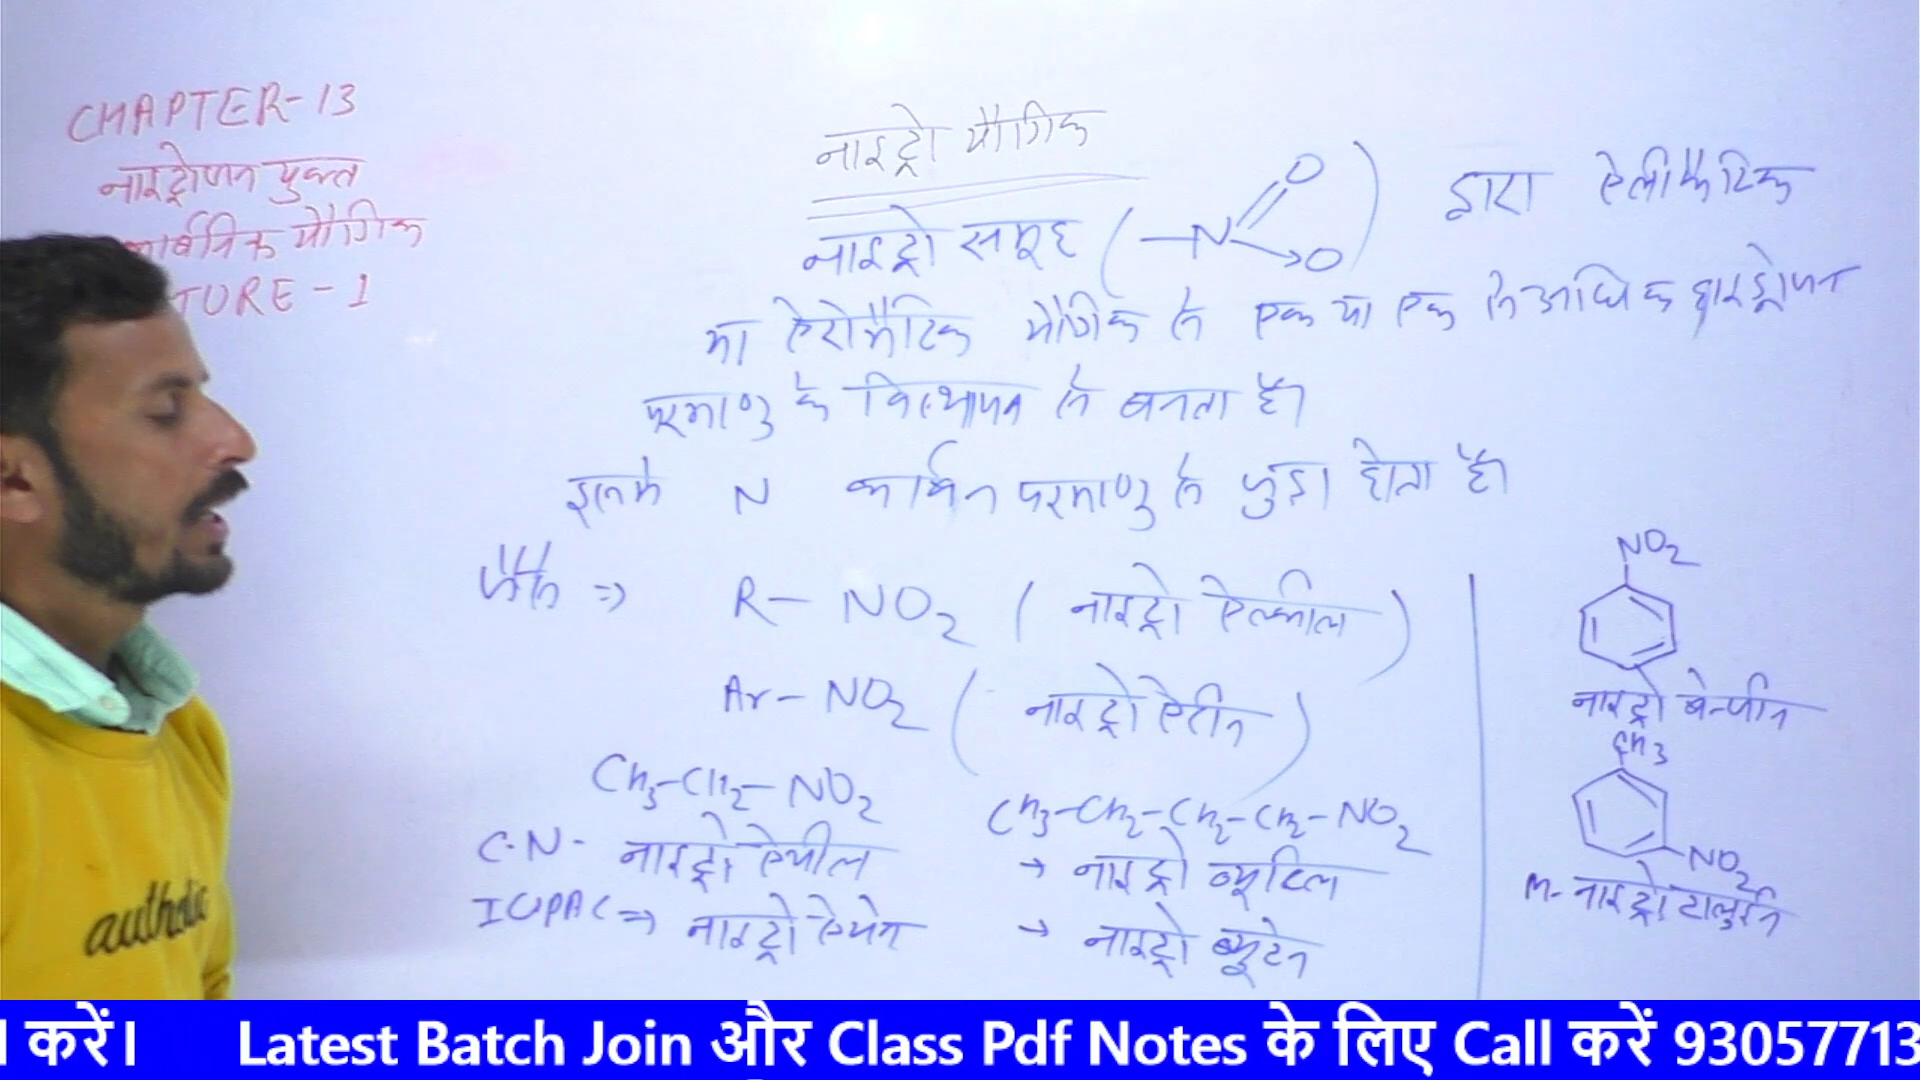 CHAPTER-13
नाइट्रोजन युक्त
कार्बनिक यौगिक
TURE-1
नाइट्रो यौगिक
नाइट्रो समूह (-N O O) द्वारा ऐलीफैटिक
या ऐरोमैटिक यौगिक से एक या एक से अधिक हाइड्रोजन
परमाणु के विस्थापन से बनता है।
इसमे N कार्बन परमाणु से जुड़ा होता है।
जैसे => R-NO2 (नाइट्रो ऐल्कील)
Ar-NO2 (नाइट्रो ऐरीन)
CH3-CH2-NO2
C.N- नाइट्रो ऐथील
IUPAC => नाइट्रो ऐथेन
CH3-CH2-CH2-CH2-NO2
→ नाइट्रो ब्यूटिल
→ नाइट्रो ब्यूटेन
NO2
नाइट्रो बेन्जीन
CH3
NO2
m-नाइट्रो टालुईन
authentic
करें। Latest Batch Join और Class Pdf Notes के लिए Call करें 93057713